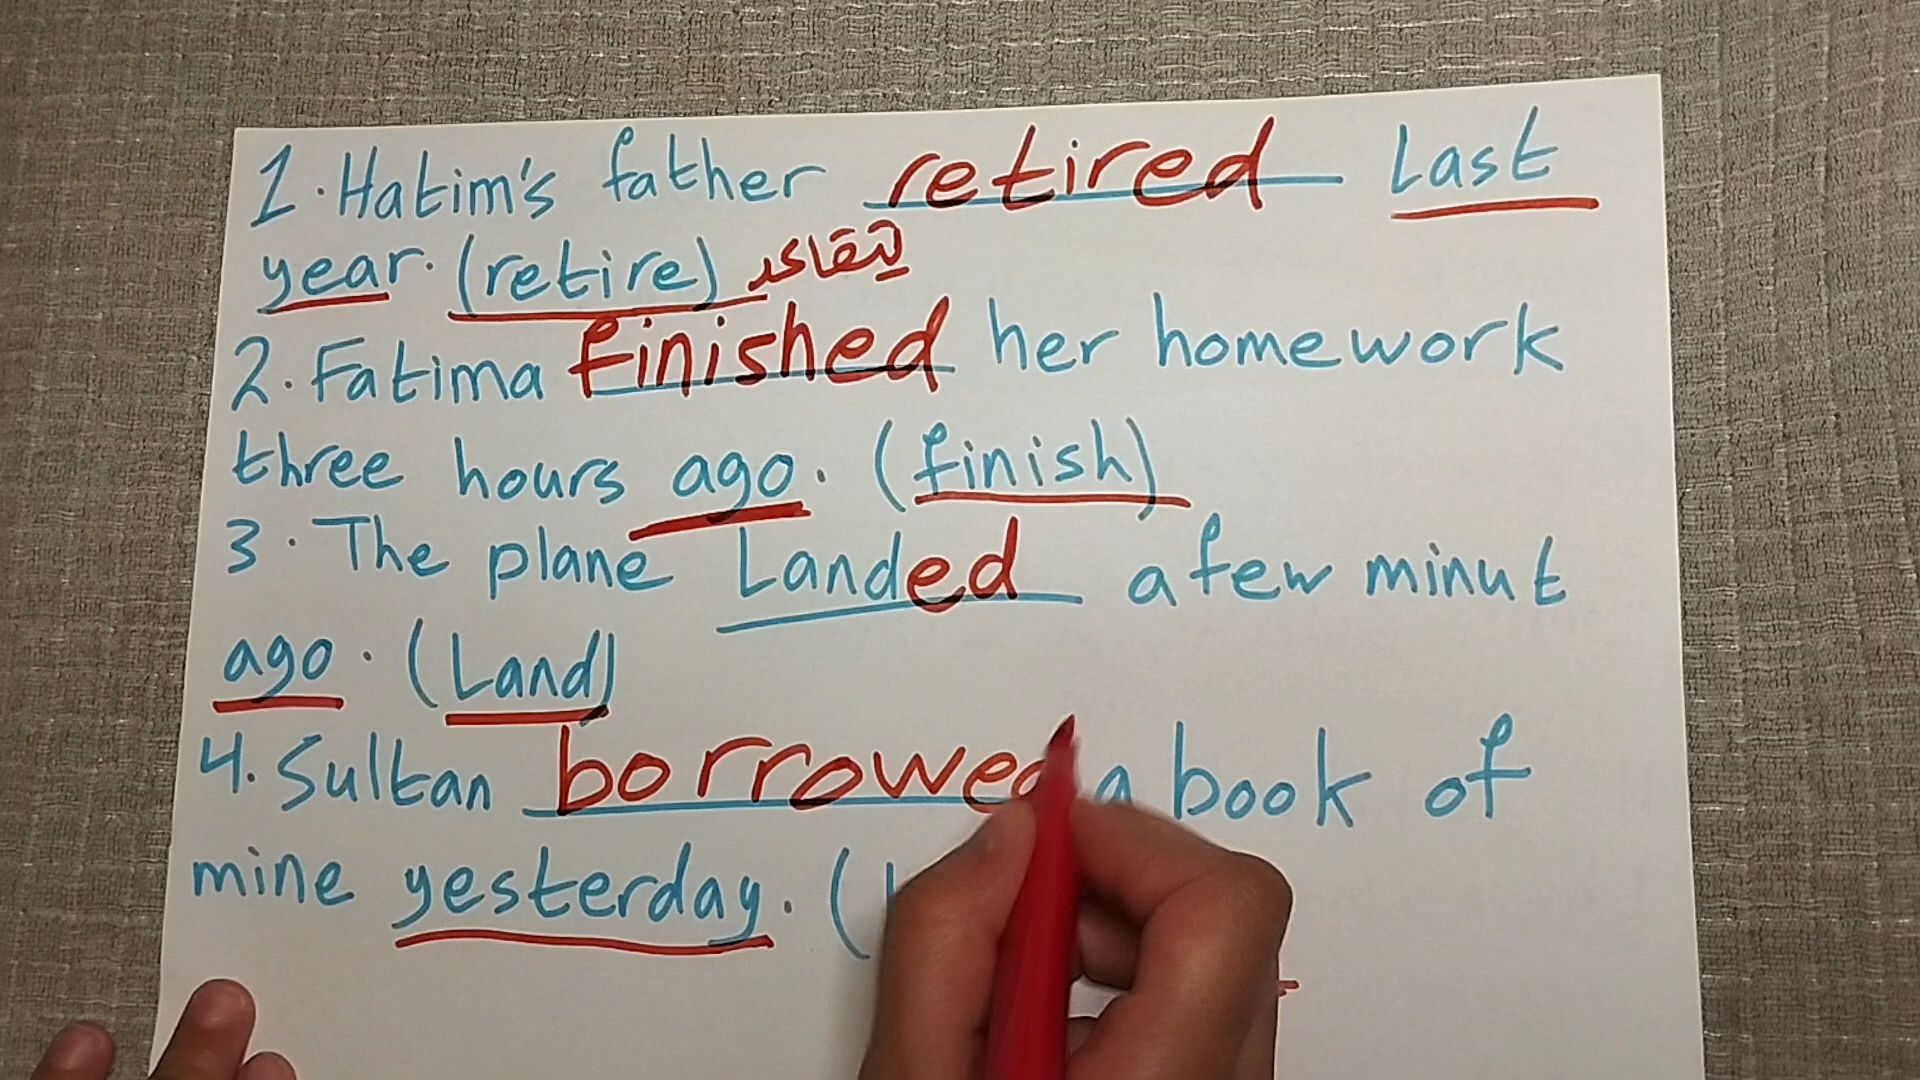 1. Hatim's father retired Last
year. (retire) يتقاعد
2. Fatima finished her homework
three hours ago. (finish)
3. The plane Landed a few minut
ago. (Land)
4. Sultan borrowed a book of
mine yesterday. (